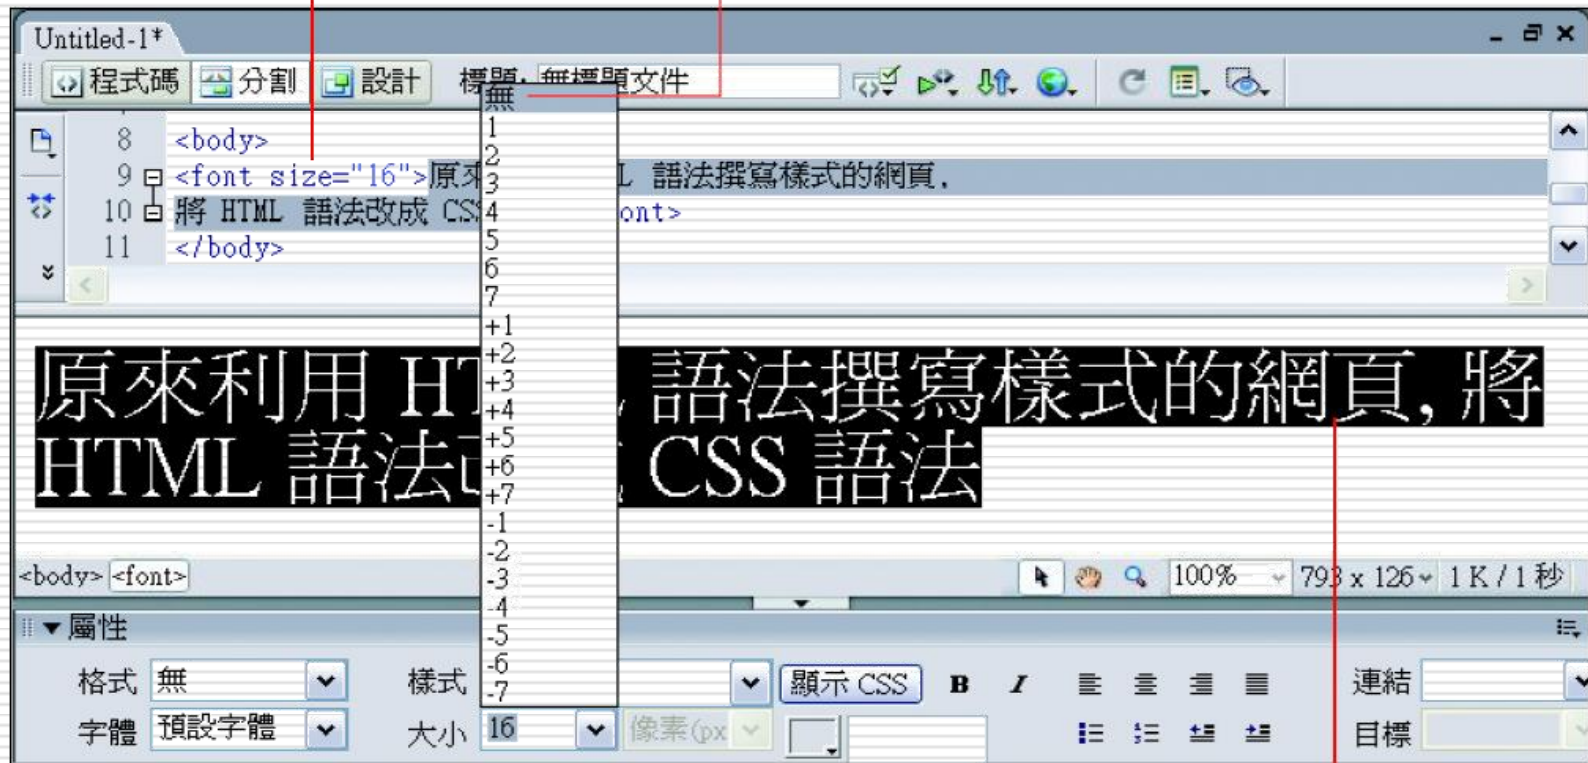 Untitled-1*
程式碼 分割 設計 標題: 無標題文件
8 <body>
9 <font size="16">原來 L 語法撰寫樣式的網頁,
10 將 HTML 語法改成 CSS ont>
11 </body>
無
1
2
3
4
5
6
7
+1
+2
+3
+4
+5
+6
+7
-1
-2
-3
-4
-5
-6
-7
原來利用 HT 語法撰寫樣式的網頁, 將
HTML 語法 CSS 語法
<body> <font> 100% 793 x 126 1 K / 1 秒
屬性
格式 無 樣式 顯示 CSS B I 連結
字體 預設字體 大小 16 像素(px 目標